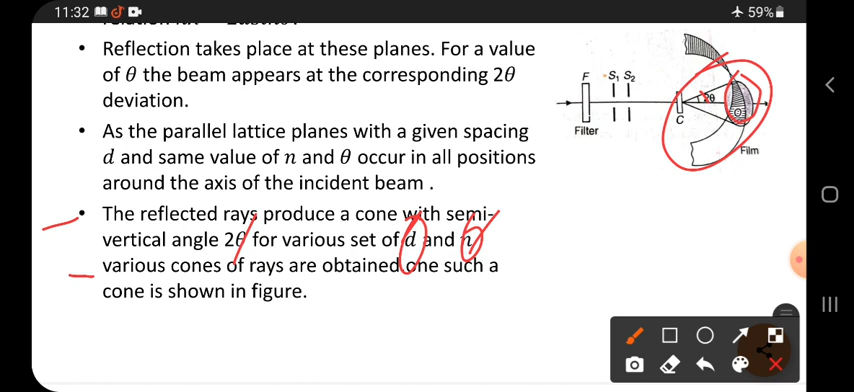 11:32
59%
• Reflection takes place at these planes. For a value
of θ the beam appears at the corresponding 2θ
deviation.
• As the parallel lattice planes with a given spacing
d and same value of n and θ occur in all positions
around the axis of the incident beam .
• The reflected rays produce a cone with semi-
vertical angle 2θ for various set of d and n
various cones of rays are obtained one such a
cone is shown in figure.
F S₁ S₂
2θ
C
Filter
Film